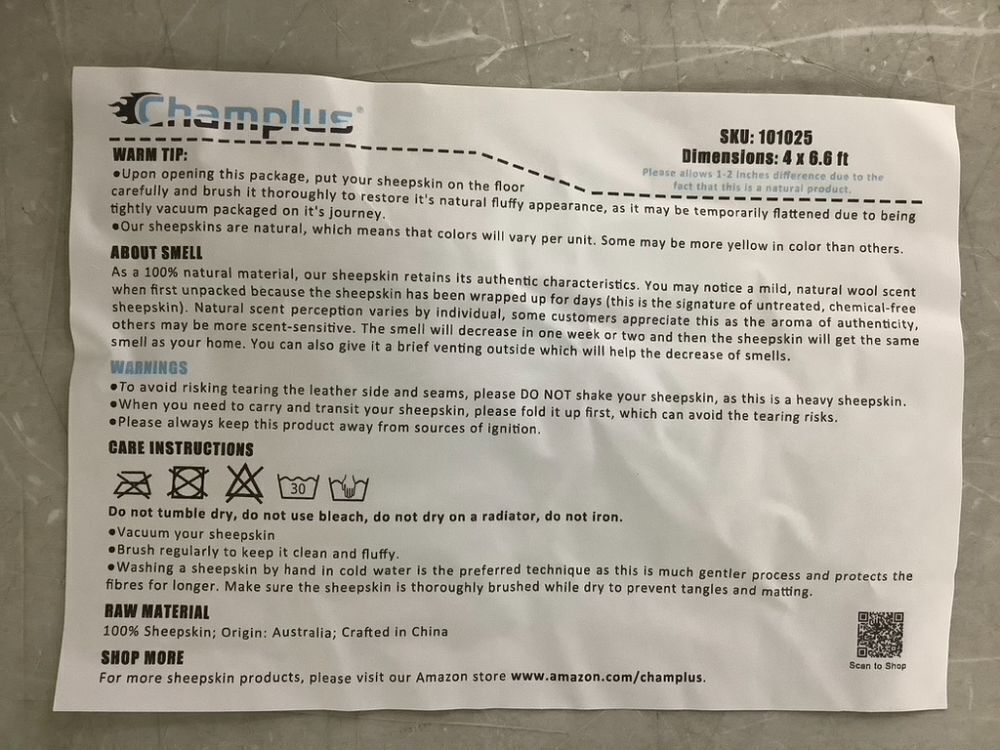 Champlus®
SKU: 101025
Dimensions: 4 x 6.6 ft
Please allows 1-2 inches difference due to the
fact that this is a natural product.
WARM TIP:
●Upon opening this package, put your sheepskin on the floor
carefully and brush it thoroughly to restore it's natural fluffy appearance, as it may be temporarily flattened due to being
tightly vacuum packaged on it's journey.
●Our sheepskins are natural, which means that colors will vary per unit. Some may be more yellow in color than others.
ABOUT SMELL
As a 100% natural material, our sheepskin retains its authentic characteristics. You may notice a mild, natural wool scent
when first unpacked because the sheepskin has been wrapped up for days (this is the signature of untreated, chemical-free
sheepskin). Natural scent perception varies by individual, some customers appreciate this as the aroma of authenticity,
others may be more scent-sensitive. The smell will decrease in one week or two and then the sheepskin will get the same
smell as your home. You can also give it a brief venting outside which will help the decrease of smells.
WARNINGS
●To avoid risking tearing the leather side and seams, please DO NOT shake your sheepskin, as this is a heavy sheepskin.
●When you need to carry and transit your sheepskin, please fold it up first, which can avoid the tearing risks.
●Please always keep this product away from sources of ignition.
CARE INSTRUCTIONS
30
Do not tumble dry, do not use bleach, do not dry on a radiator, do not iron.
●Vacuum your sheepskin
●Brush regularly to keep it clean and fluffy.
●Washing a sheepskin by hand in cold water is the preferred technique as this is much gentler process and protects the
fibres for longer. Make sure the sheepskin is thoroughly brushed while dry to prevent tangles and matting.
RAW MATERIAL
100% Sheepskin; Origin: Australia; Crafted in China
SHOP MORE
For more sheepskin products, please visit our Amazon store www.amazon.com/champlus.
Scan to Shop